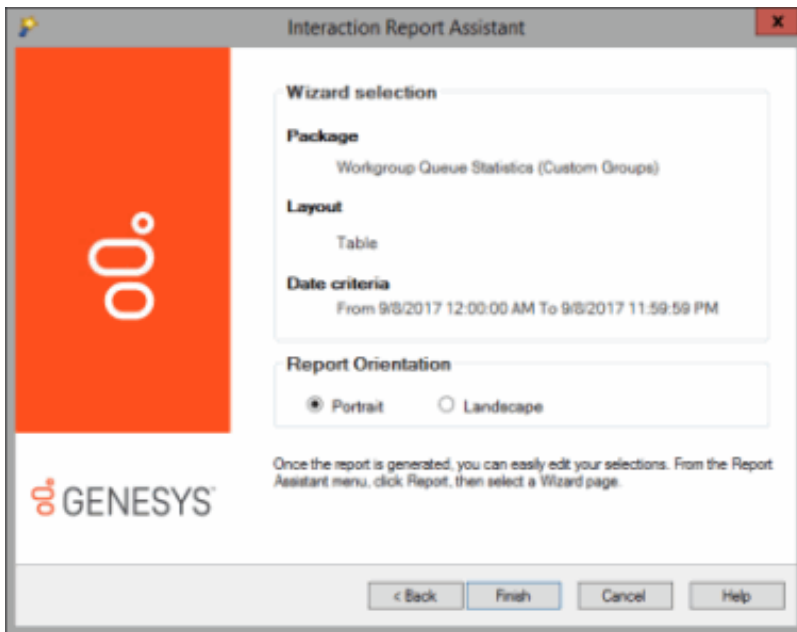 Interaction Report Assistant
x
Wizard selection
Package
Workgroup Queue Statistics (Custom Groups)
Layout
Table
Date criteria
From 9/8/2017 12:00:00 AM To 9/8/2017 11:59:59 PM
Report Orientation
Portrait Landscape
Once the report is generated, you can easily edit your selections. From the Report
Assistant menu, click Report, then select a Wizard page.
GENESYS
< Back Finish Cancel Help